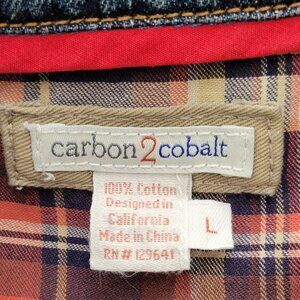 carbon2cobalt
100% Cotton
Designed in
California
Made in China
RN # 129641
L